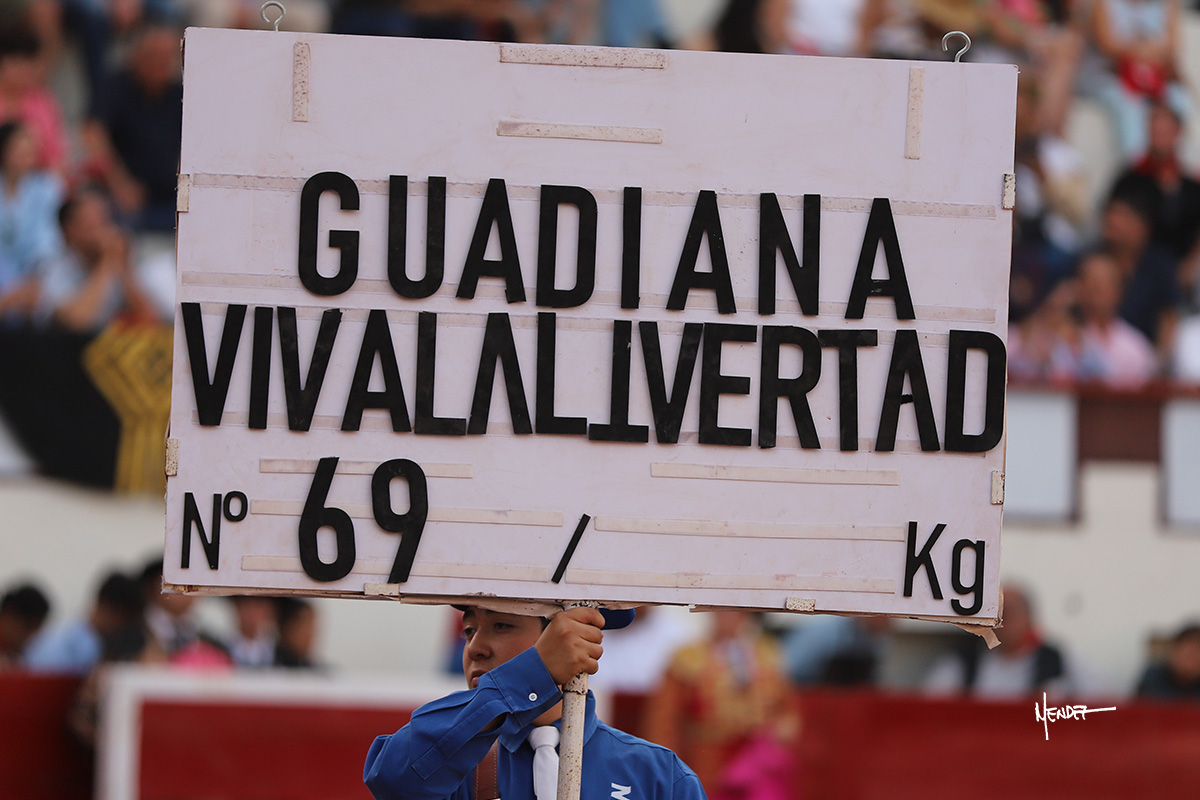 GUADIANA
VIVALALIVERTAD
Nº 69 / Kg
MENDEZ